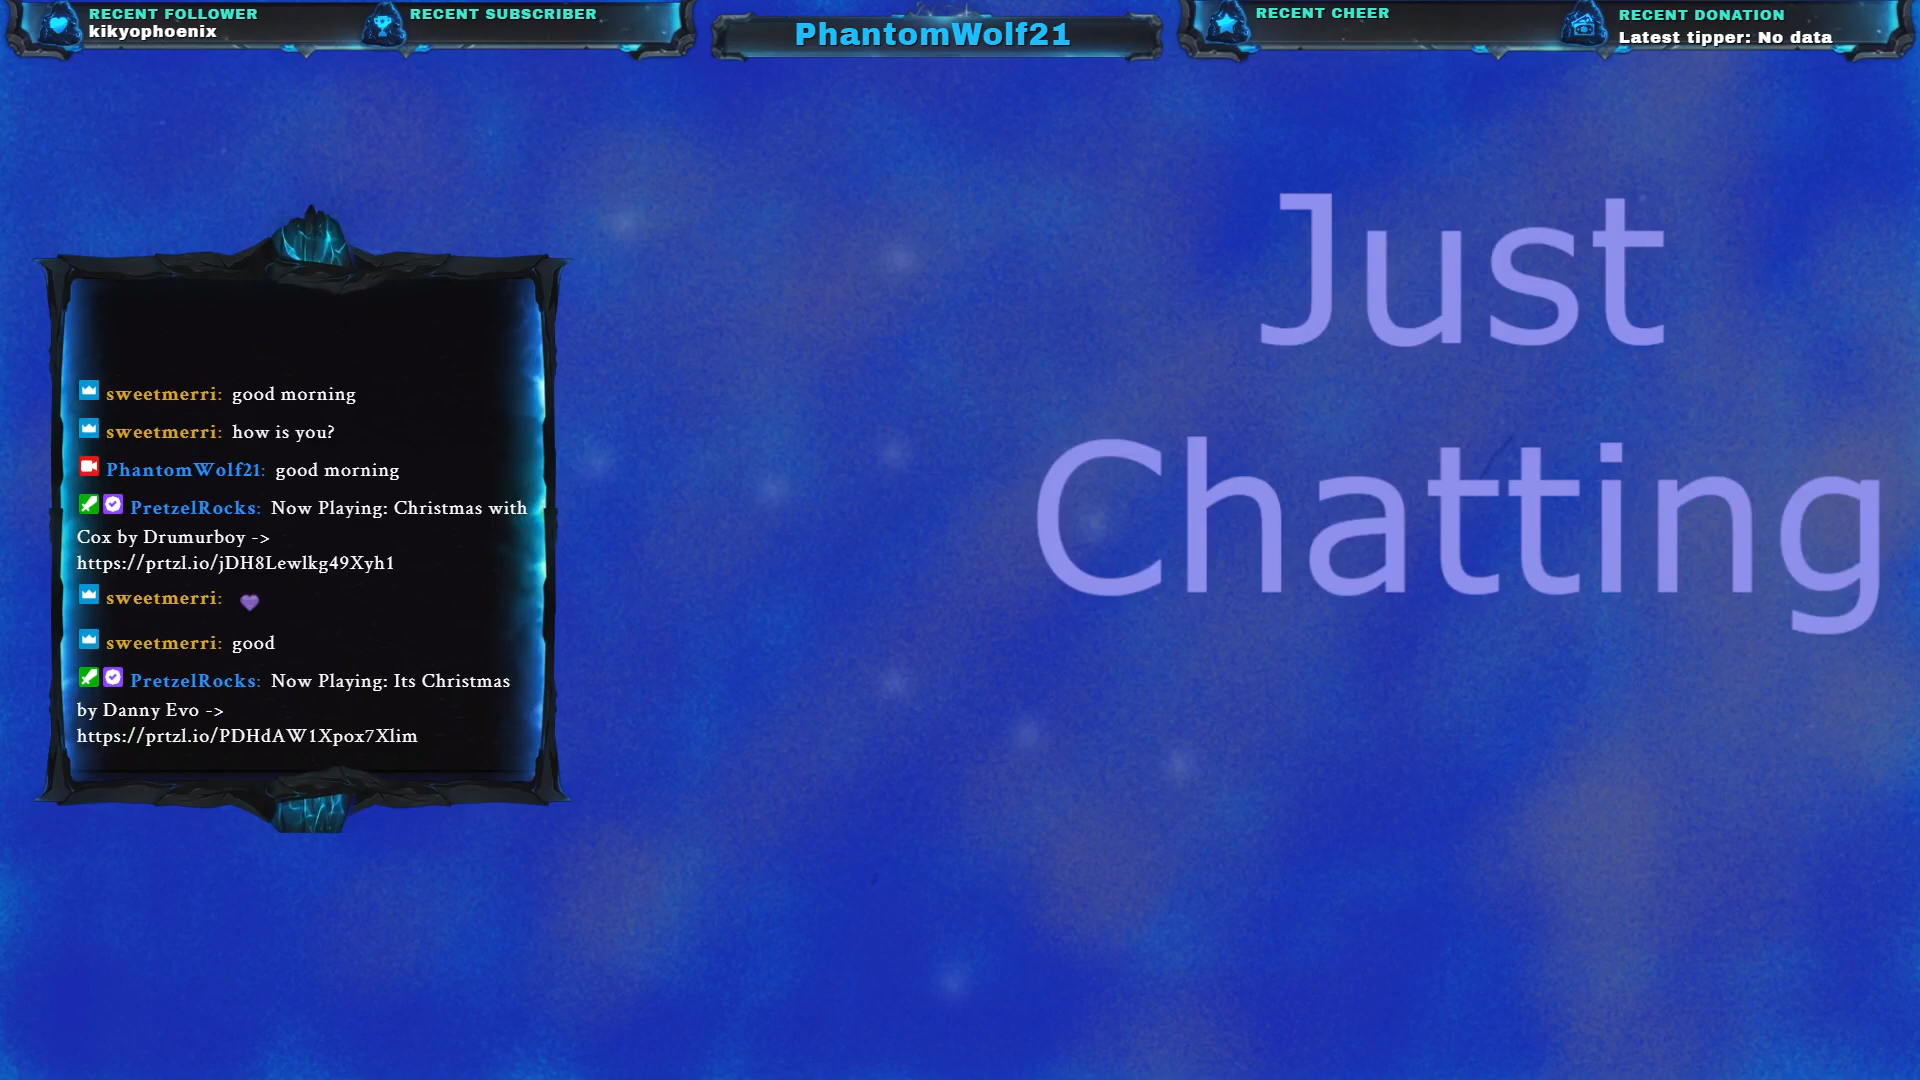 RECENT FOLLOWER
kikyophoenix
RECENT SUBSCRIBER
PhantomWolf21
RECENT CHEER
RECENT DONATION
Latest tipper: No data
Just
Chatting
sweetmerri: good morning
sweetmerri: how is you?
PhantomWolf21: good morning
PretzelRocks: Now Playing: Christmas with
Cox by Drumurboy ->
https://prtzl.io/jDH8Lewlkg49Xyh1
sweetmerri: 💜
sweetmerri: good
PretzelRocks: Now Playing: Its Christmas
by Danny Evo ->
https://prtzl.io/PDHdAW1Xpox7Xlim